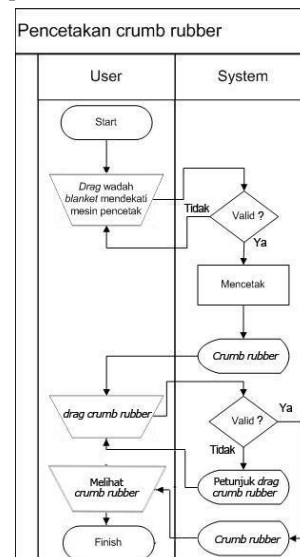 Pencetakan crumb rubber
User
System
Start
Drag wadah
blanket mendekati
mesin pencetak
Valid ?
Tidak
Ya
Mencetak
Crumb rubber
drag crumb rubber
Valid ?
Ya
Tidak
Petunjuk drag
crumb rubber
Melihat
crumb rubber
Crumb rubber
Finish